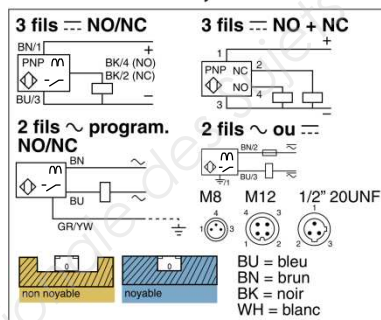 3 fils ⎓ NO/NC
BN/1
+
PNP
BK/4 (NO)
BK/2 (NC)
BU/3
–
3 fils ⎓ NO + NC
1
+
PNP NC
2
NO
4
3
–
2 fils ~ program.
NO/NC
BN
~
BU
~
GR/YW
2 fils ~ ou ⎓
BN/2
BU/3
M8
M12
1/2" 20UNF
4
1
3
4
3
1
2
1
2
3
non noyable
noyable
BU = bleu
BN = brun
BK = noir
WH = blanc